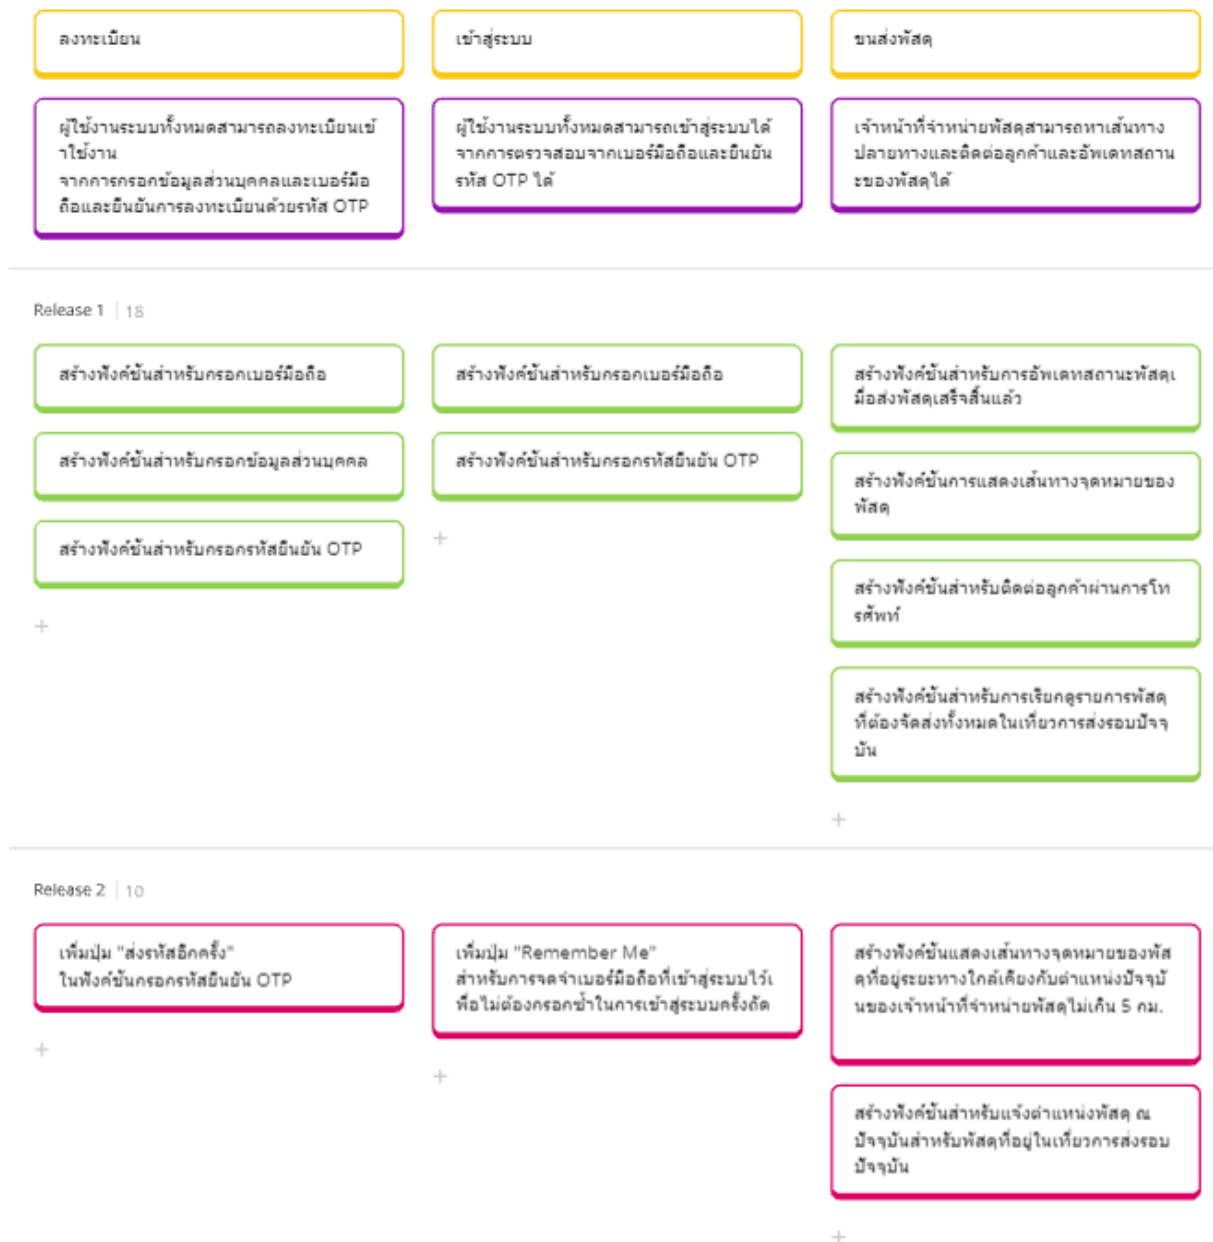 ลงทะเบียน
เข้าสู่ระบบ
ขนส่งพัสดุ
ผู้ใช้งานระบบทั้งหมดสามารถลงทะเบียนเข้
าใช้งาน
จากการกรอกข้อมูลส่วนบุคคลและเบอร์มือ
ถือและยืนยันการลงทะเบียนด้วยรหัส OTP
ผู้ใช้งานระบบทั้งหมดสามารถเข้าสู่ระบบได้
จากการตรวจสอบจากเบอร์มือถือและยืนยัน
รหัส OTP ได้
เจ้าหน้าที่จำหน่ายพัสดุสามารถหาเส้นทาง
ปลายทางและติดต่อลูกค้าและอัพเดทสถาน
ะของพัสดุได้
Release 1 18
สร้างฟังค์ชั่นสำหรับกรอกเบอร์มือถือ
สร้างฟังค์ชั่นสำหรับกรอกข้อมูลส่วนบุคคล
สร้างฟังค์ชั่นสำหรับกรอกรหัสยืนยัน OTP
+
สร้างฟังค์ชั่นสำหรับกรอกเบอร์มือถือ
สร้างฟังค์ชั่นสำหรับกรอกรหัสยืนยัน OTP
+
สร้างฟังค์ชั่นสำหรับการอัพเดทสถานะพัสดุเ
มื่อส่งพัสดุเสร็จสิ้นแล้ว
สร้างฟังค์ชั่นการแสดงเส้นทางจุดหมายของ
พัสดุ
สร้างฟังค์ชั่นสำหรับติดต่อลูกค้าผ่านการโท
รศัพท์
สร้างฟังค์ชั่นสำหรับการเรียกดูรายการพัสดุ
ที่ต้องจัดส่งทั้งหมดในเที่ยวการส่งรอบปัจจุ
บัน
+
Release 2 10
เพิ่มปุ่ม "ส่งรหัสอีกครั้ง"
ในฟังค์ชั่นกรอกรหัสยืนยัน OTP
+
เพิ่มปุ่ม "Remember Me"
สำหรับการจดจำเบอร์มือถือที่เข้าสู่ระบบไว้เ
พื่อไม่ต้องกรอกซ้ำในการเข้าสู่ระบบครั้งถัด
+
สร้างฟังค์ชั่นแสดงเส้นทางจุดหมายของพัส
ดุที่อยู่ระยะทางใกล้เคียงกับตำแหน่งปัจจุบั
นของเจ้าหน้าที่จำหน่ายพัสดุไม่เกิน 5 กม.
สร้างฟังค์ชั่นสำหรับแจ้งตำแหน่งพัสดุ ณ
ปัจจุบันสำหรับพัสดุที่อยู่ในเที่ยวการส่งรอบ
ปัจจุบัน
+